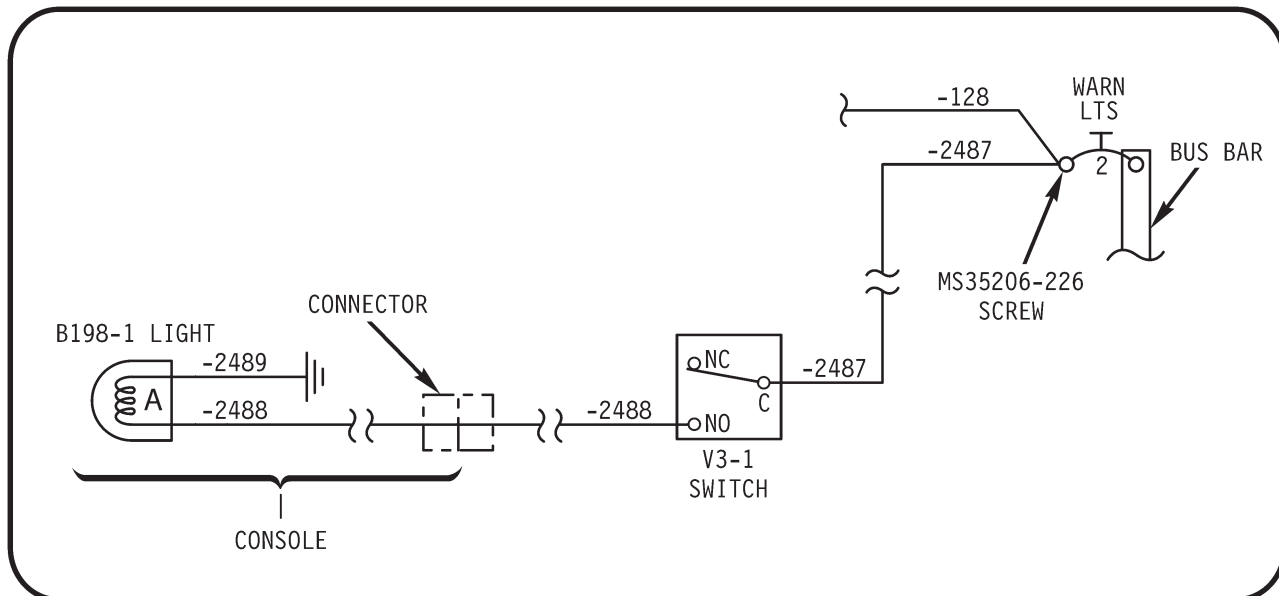 -128
WARN
LTS
-2487
2
BUS BAR
MS35206-226
SCREW
CONNECTOR
B198-1 LIGHT
-2489
A
-2488
-2488
NC
C
NO
-2487
V3-1
SWITCH
CONSOLE